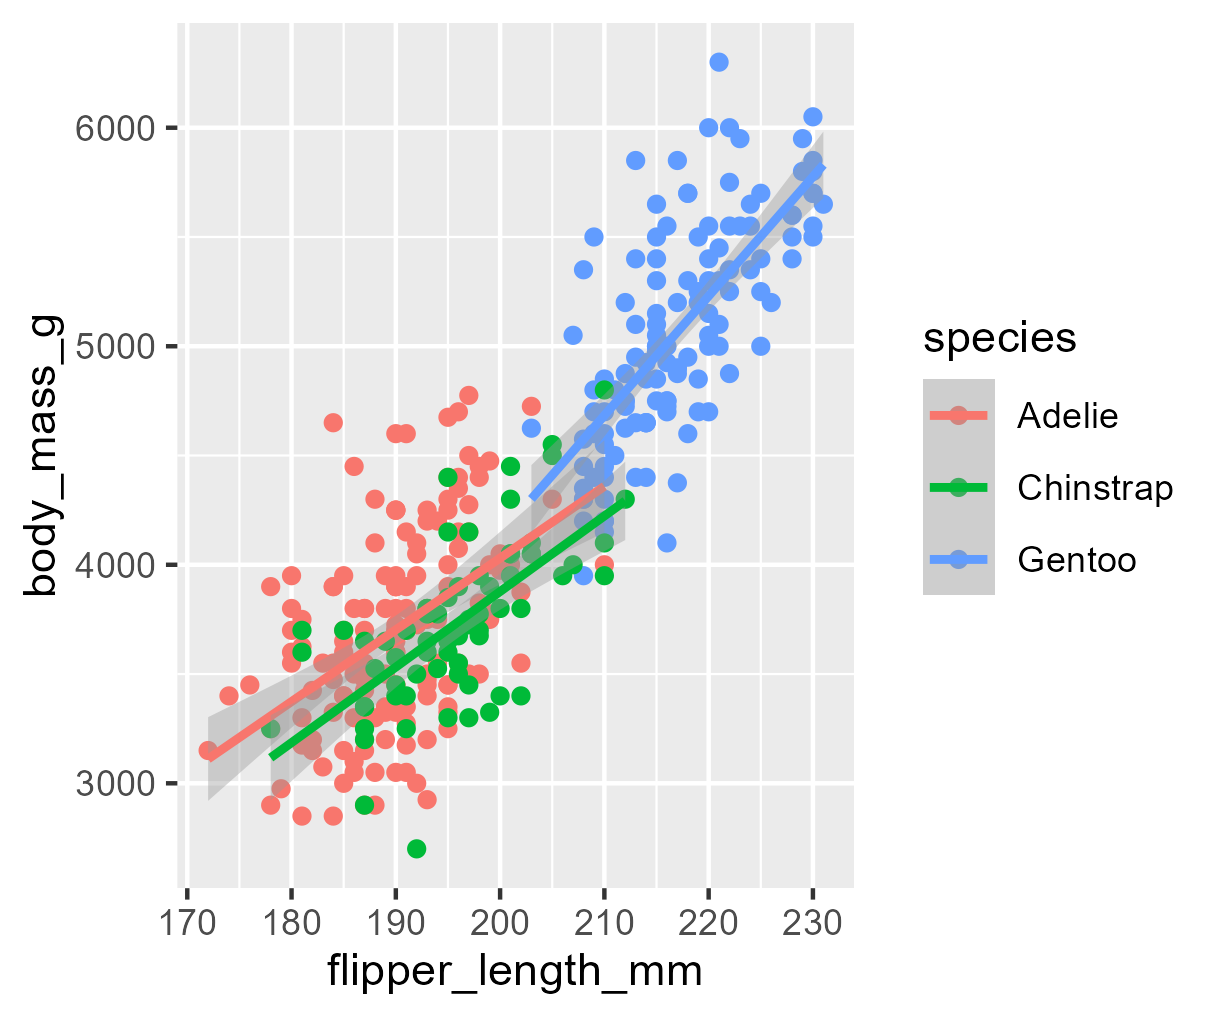 6000
5000
4000
3000
body_mass_g
170 180 190 200 210 220 230
flipper_length_mm
species
Adelie
Chinstrap
Gentoo